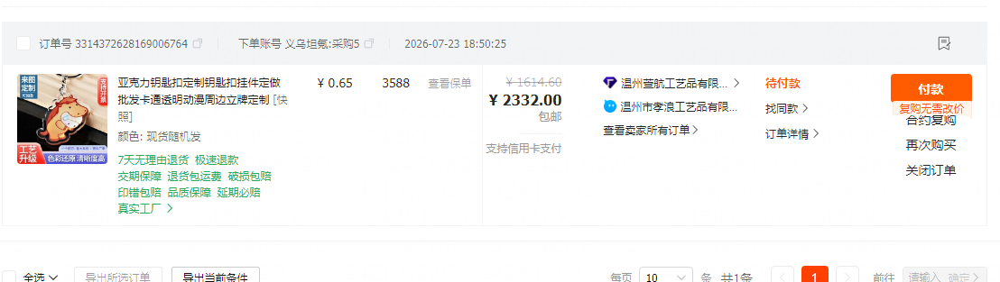 订单号 3314372628169006764
下单账号 义乌坦氪:采购5
2026-07-23 18:50:25
来图定制
支持开票
工艺升级
色彩还原 清晰度高
亚克力钥匙扣定制钥匙扣挂件定做
批发卡通透明动漫周边立牌定制 [快
照]
颜色: 现货随机发
7天无理由退货 极速退款
交期保障 退货包运费 破损包赔
印错包赔 品质保障 延期必赔
真实工厂
¥ 0.65
3588
查看保单
¥ 1614.60
¥ 2332.00
包邮
支持信用卡支付
温州萱航工艺品有限...
温州市孝浪工艺品有限...
查看卖家所有订单
待付款
找同款
订单详情
付款
复购无需改价
合约复购
再次购买
关闭订单
全选
导出所选订单
导出当前条件
每页 10 条 共1条
1
前往 请输入 确定